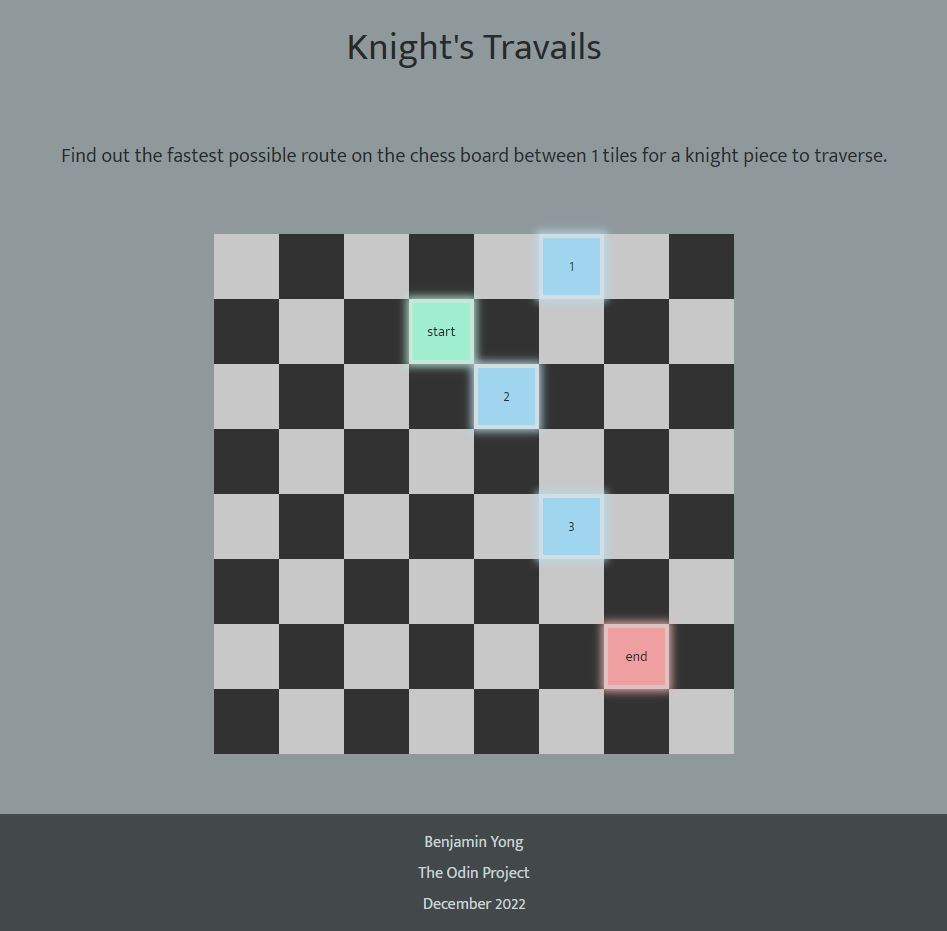 Knight's Travails
Find out the fastest possible route on the chess board between 1 tiles for a knight piece to traverse.
1
start
2
3
end
Benjamin Yong
The Odin Project
December 2022